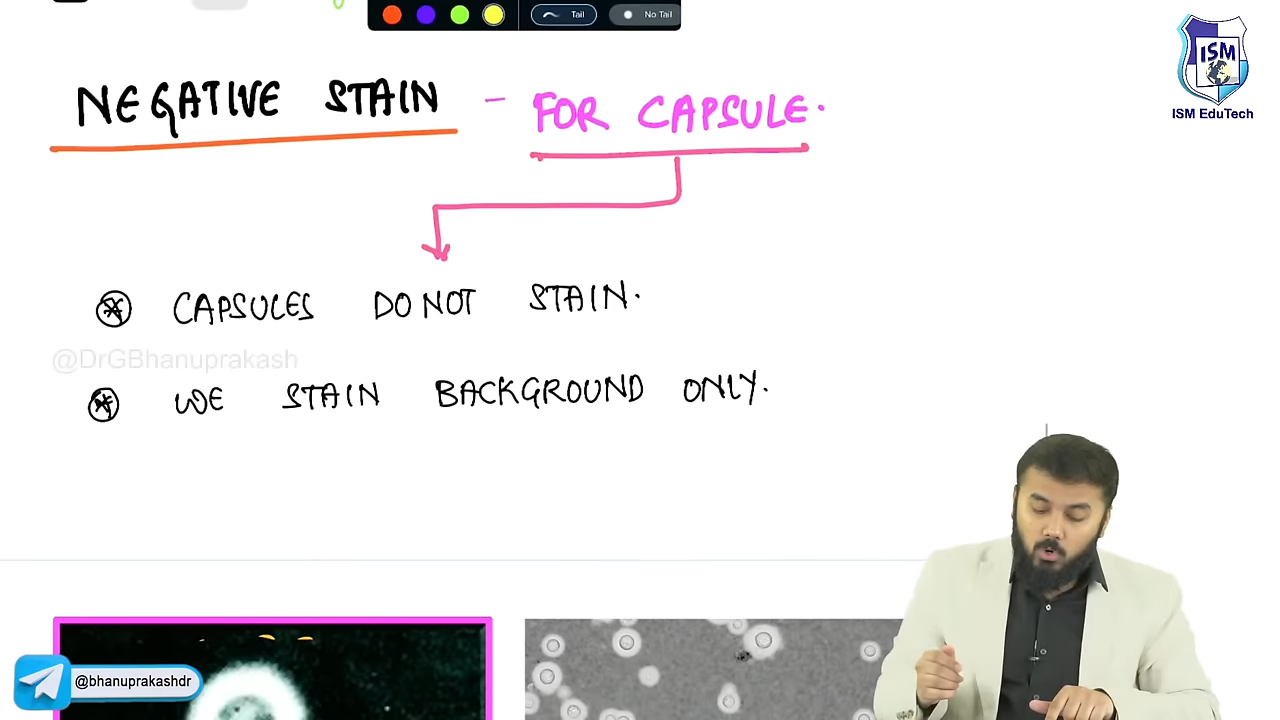 Tail
No Tail
ISM
ISM EduTech
NEGATIVE STAIN - FOR CAPSULE.
CAPSULES DO NOT STAIN.
@DrGBhanuprakash
WE STAIN BACKGROUND ONLY.
@bhanuprakashdr